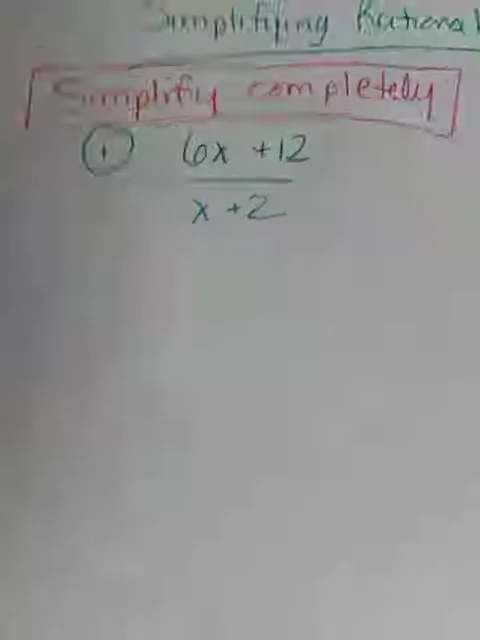 Simplifying Rational
Simplify completely
1 6x + 12
x + 2